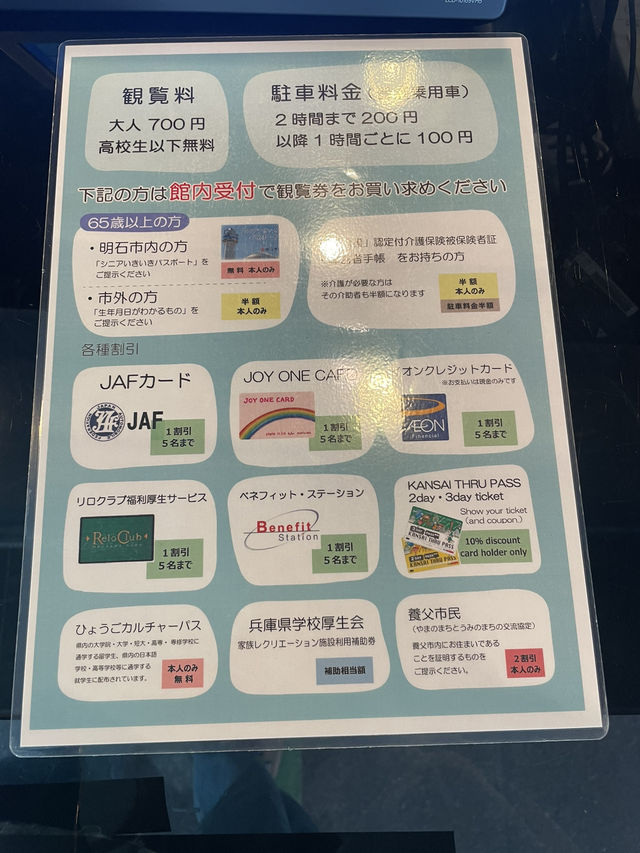 観覧料
大人 700 円
高校生以下無料
駐車料金(乗用車)
2 時間まで 200 円
以降 1 時間ごとに 100 円
下記の方は館内受付で観覧券をお買い求めください
65歳以上の方
・明石市内の方
「シニアいきいきパスポート」を
ご提示ください
無料 本人のみ
・市外の方
「生年月日がわかるもの」を
ご提示ください
半額
本人のみ
」認定付介護保険被保険者証
手帳 をお持ちの方
※介護が必要な方は
その介助者も半額になります
半額
本人のみ
駐車料金半額
各種割引
JAFカード
JAF
1割引
5名まで
JOY ONE CARD
JOY ONE CARD
1割引
5名まで
オンクレジットカード
※お支払いは現金のみです
AEON
Financial
1割引
5名まで
リロクラブ福利厚生サービス
Relo Club
1割引
5名まで
ベネフィット・ステーション
Benefit
Station
1割引
5名まで
KANSAI THRU PASS
2day・3day ticket
Show your ticket
(and coupon.)
KANSAI THRU PASS
KANSAI THRU PASS
10% discount
card holder only
ひょうごカルチャーパス
県内の大学院・大学・短大・高専・専修学校に
通学する留学生、県内の日本語
学校・高等学校等に通学する
就学生に配布されています。
本人のみ
無料
兵庫県学校厚生会
家族レクリエーション施設利用補助券
補助相当額
養父市民
(やまのまちとうみのまちの交流協定)
養父市内にお住まいである
ことを証明するものを
ご提示ください。
2割引
本人のみ